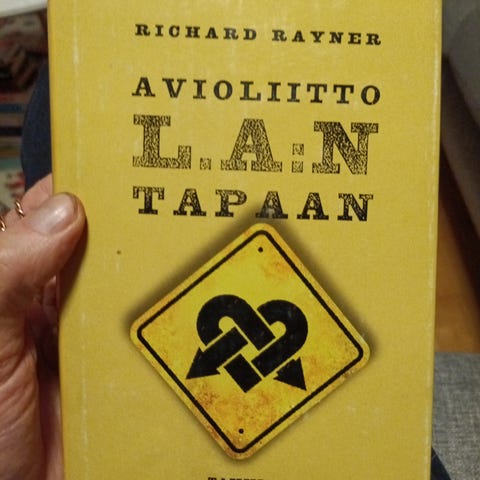 RICHARD RAYNER
AVIOLIITTO
L.A:N
TAPAAN